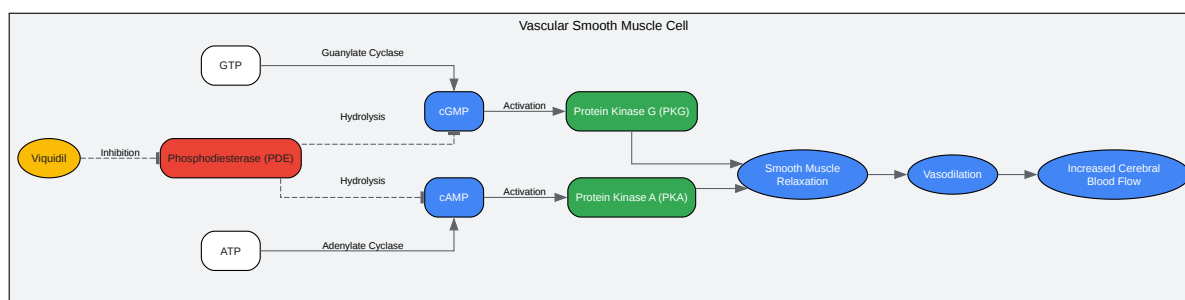 Vascular Smooth Muscle Cell
Guanylate Cyclase
GTP
cGMP
Activation
Protein Kinase G (PKG)
Hydrolysis
Viquidil
Inhibition
Phosphodiesterase (PDE)
Hydrolysis
cAMP
Activation
Protein Kinase A (PKA)
Smooth Muscle
Relaxation
Vasodilation
Increased Cerebral
Blood Flow
ATP
Adenylate Cyclase